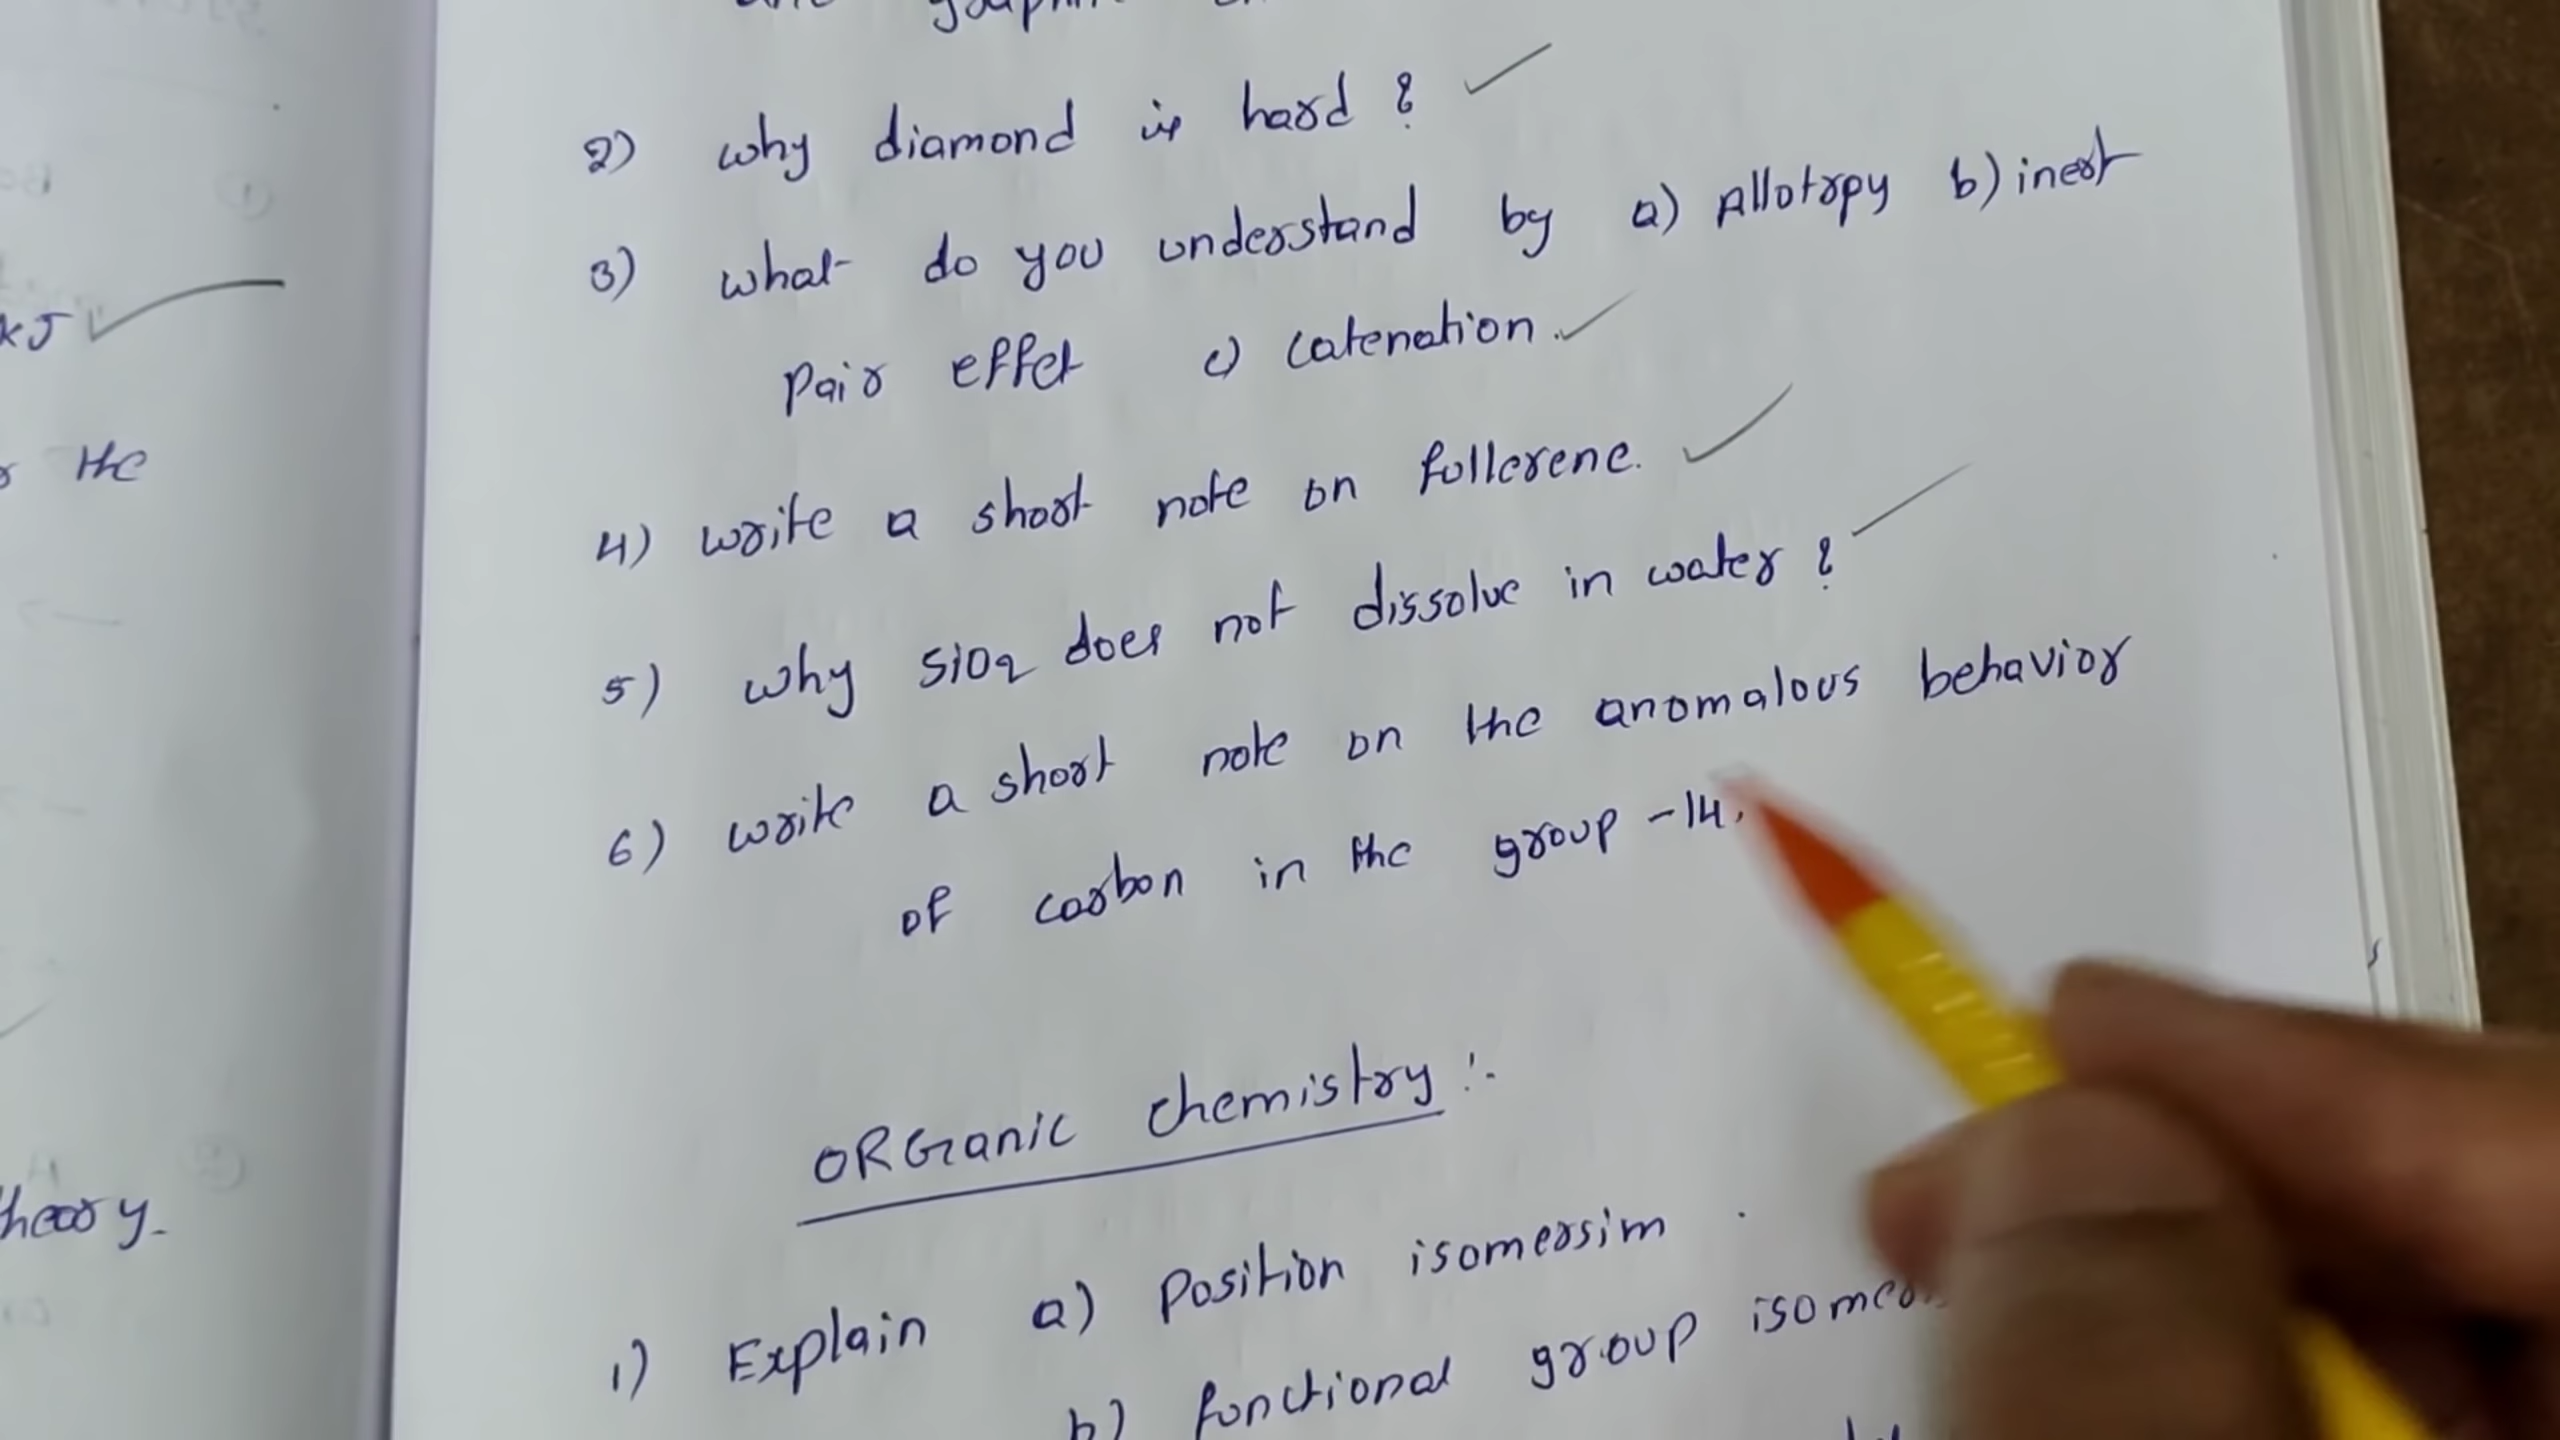 kJ
the
theory.
2) why diamond is hard ?
3) what do you understand by a) Allotropy b) inert
pair effet c) catenation.
4) write a short note on fullerene.
5) why SiO2 does not dissolve in water ?
6) write a short note on the anomalous behavior
of carbon in the group -14.
ORGanic chemistry :-
1) Explain a) Position isomersim
b) functional group